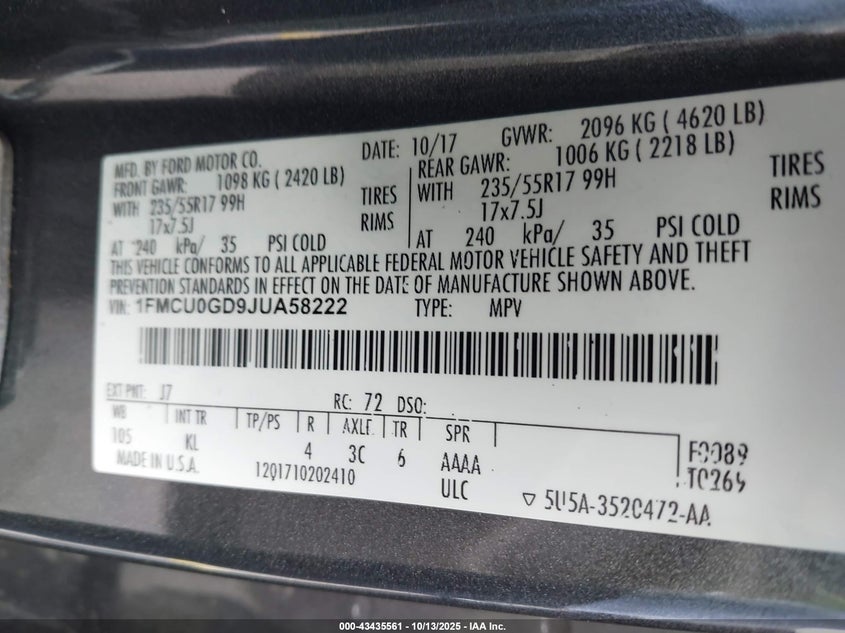 MFD. BY FORD MOTOR CO. DATE: 10/17 GVWR: 2096 KG ( 4620 LB)
FRONT GAWR: 1098 KG ( 2420 LB) REAR GAWR: 1006 KG ( 2218 LB)
WITH 235/55R17 99H TIRES WITH 235/55R17 99H TIRES
17x7.5J RIMS 17x7.5J RIMS
AT 240 kPa/ 35 PSI COLD AT 240 kPa/ 35 PSI COLD
THIS VEHICLE CONFORMS TO ALL APPLICABLE FEDERAL MOTOR VEHICLE SAFETY AND THEFT
PREVENTION STANDARDS IN EFFECT ON THE DATE OF MANUFACTURE SHOWN ABOVE.
VIN: 1FMCU0GD9JUA58222 TYPE: MPV
EXT PNT: J7 RC: 72 DSO:
WB INT TR TP/PS R AXLE TR SPR
105 KL 4 3C 6 AAAA F0089
MADE IN U.S.A. 1201710202410 ULC T0269
5U5A-3520472-AA
000-43435561 - 10/13/2025 - IAA Inc.